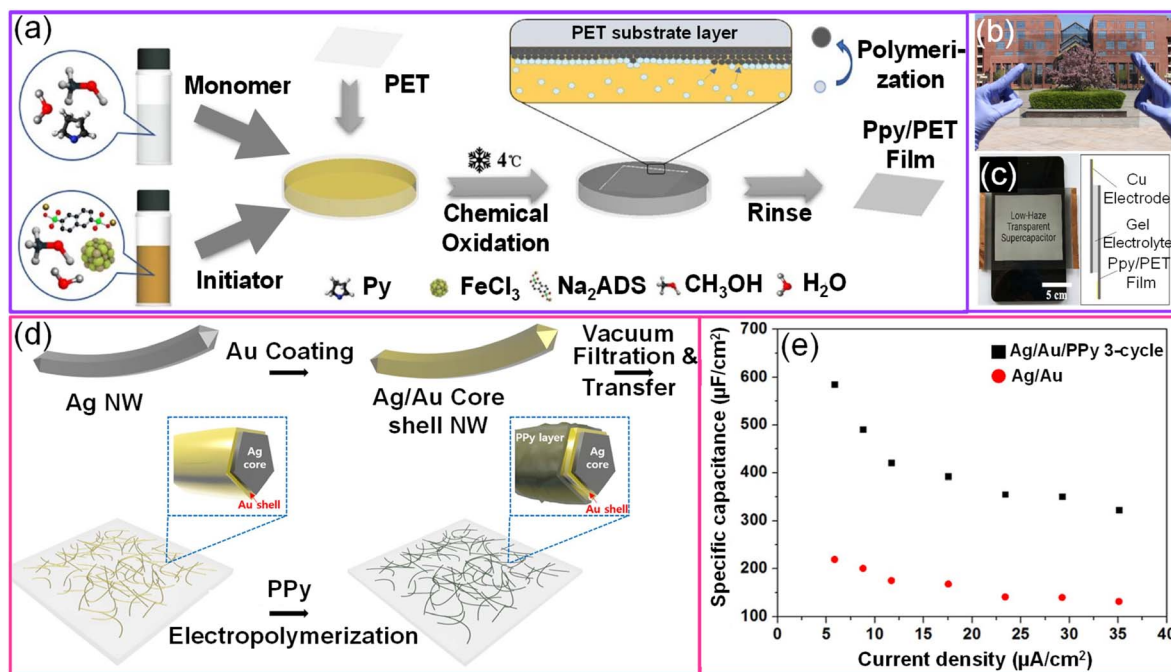 (a)
Monomer
PET
PET substrate layer
Polymeri-
zation
Initiator
4℃
Chemical
Oxidation
Rinse
Ppy/PET
Film
Py
FeCl3
Na2ADS
CH3OH
H2O
(b)
(c)
Low-Haze
Transparent
Supercapacitor
5 cm
Cu
Electrode
Gel
Electrolyte
Ppy/PET
Film
(d)
Ag NW
Au Coating
Ag/Au Core
shell NW
Vacuum
Filtration &
Transfer
Ag
core
Au shell
PPy layer
Ag
core
Au shell
PPy
Electropolymerization
(e)
Ag/Au/PPy 3-cycle
Ag/Au
Specific capacitance (µF/cm2)
700
600
500
400
300
200
100
0 5 10 15 20 25 30 35 40
Current density (µA/cm2)